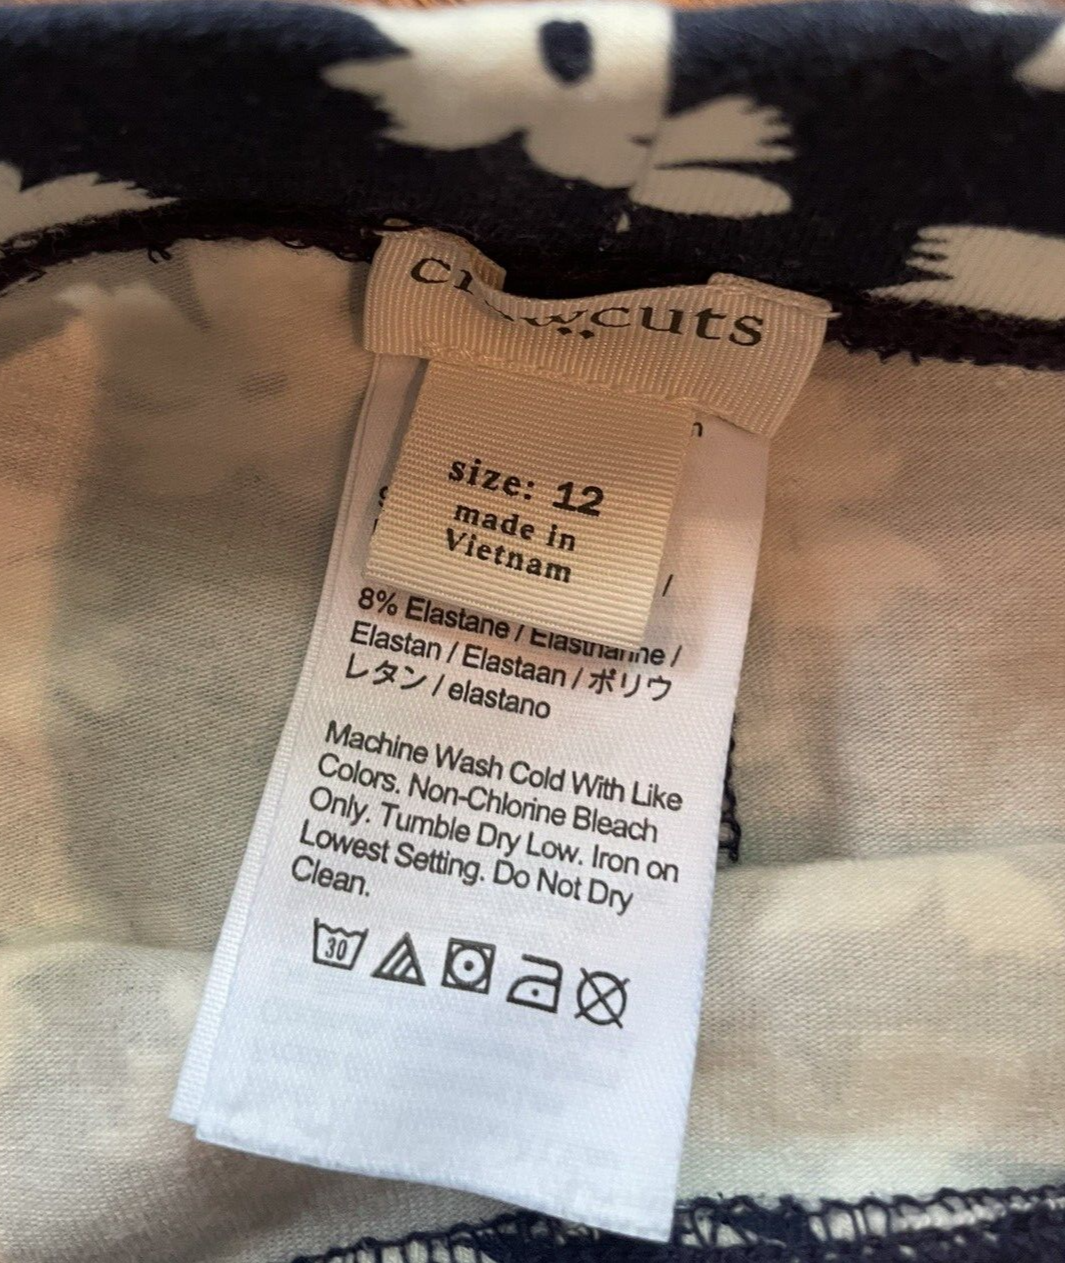 crewcuts
size: 12
made in
Vietnam
8% Elastane / Elasthanne /
Elastan / Elastaan / ポリウ
レタン / elastano
Machine Wash Cold With Like
Colors. Non-Chlorine Bleach
Only. Tumble Dry Low. Iron on
Lowest Setting. Do Not Dry
Clean.
30